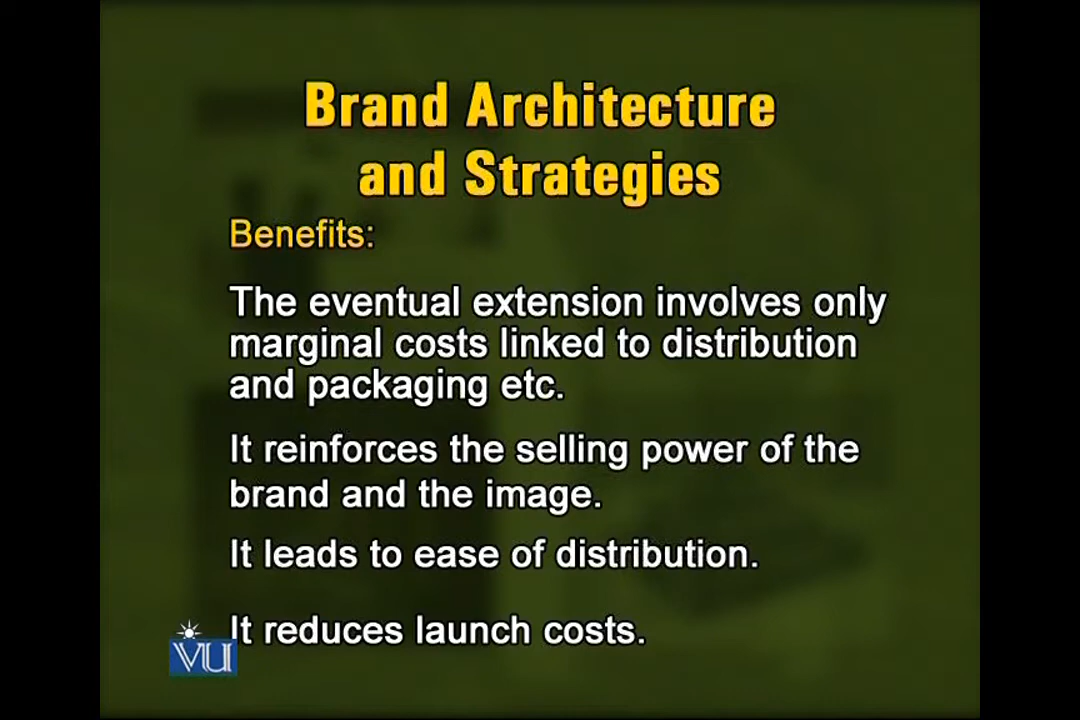 Brand Architecture
and Strategies
Benefits:
The eventual extension involves only
marginal costs linked to distribution
and packaging etc.
It reinforces the selling power of the
brand and the image.
It leads to ease of distribution.
It reduces launch costs.
VU